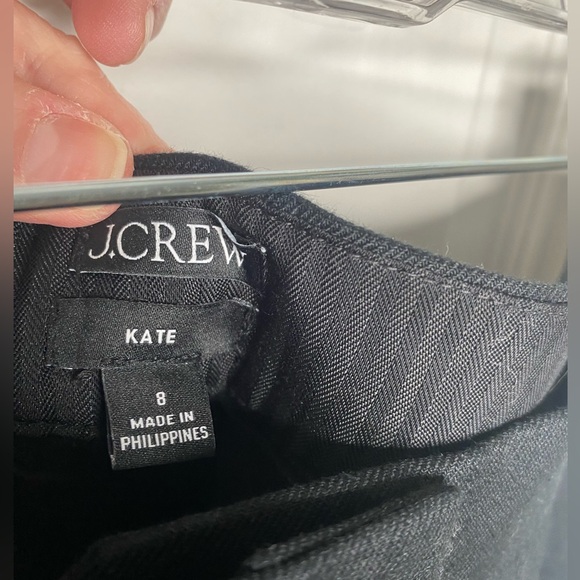 J.CREW
KATE
8
MADE IN
PHILIPPINES